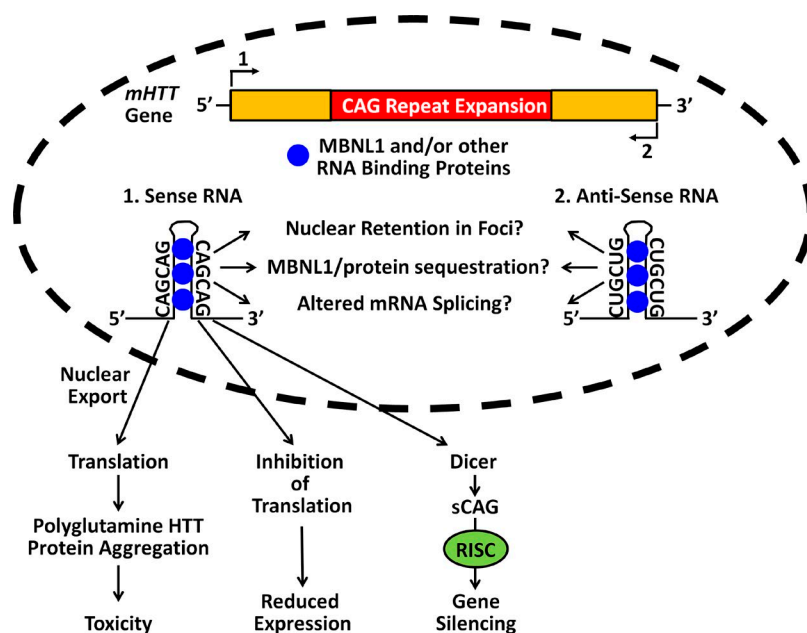 1
mHTT
Gene
5’
CAG Repeat Expansion
3’
2
MBNL1 and/or other
RNA Binding Proteins
1. Sense RNA
2. Anti-Sense RNA
CAGCAG
CAGCAG
Nuclear Retention in Foci?
MBNL1/protein sequestration?
Altered mRNA Splicing?
CUGCUG
CUGCUG
5’
3’
5’
3’
Nuclear
Export
Translation
Polyglutamine HTT
Protein Aggregation
Toxicity
Inhibition
of
Translation
Reduced
Expression
Dicer
sCAG
RISC
Gene
Silencing